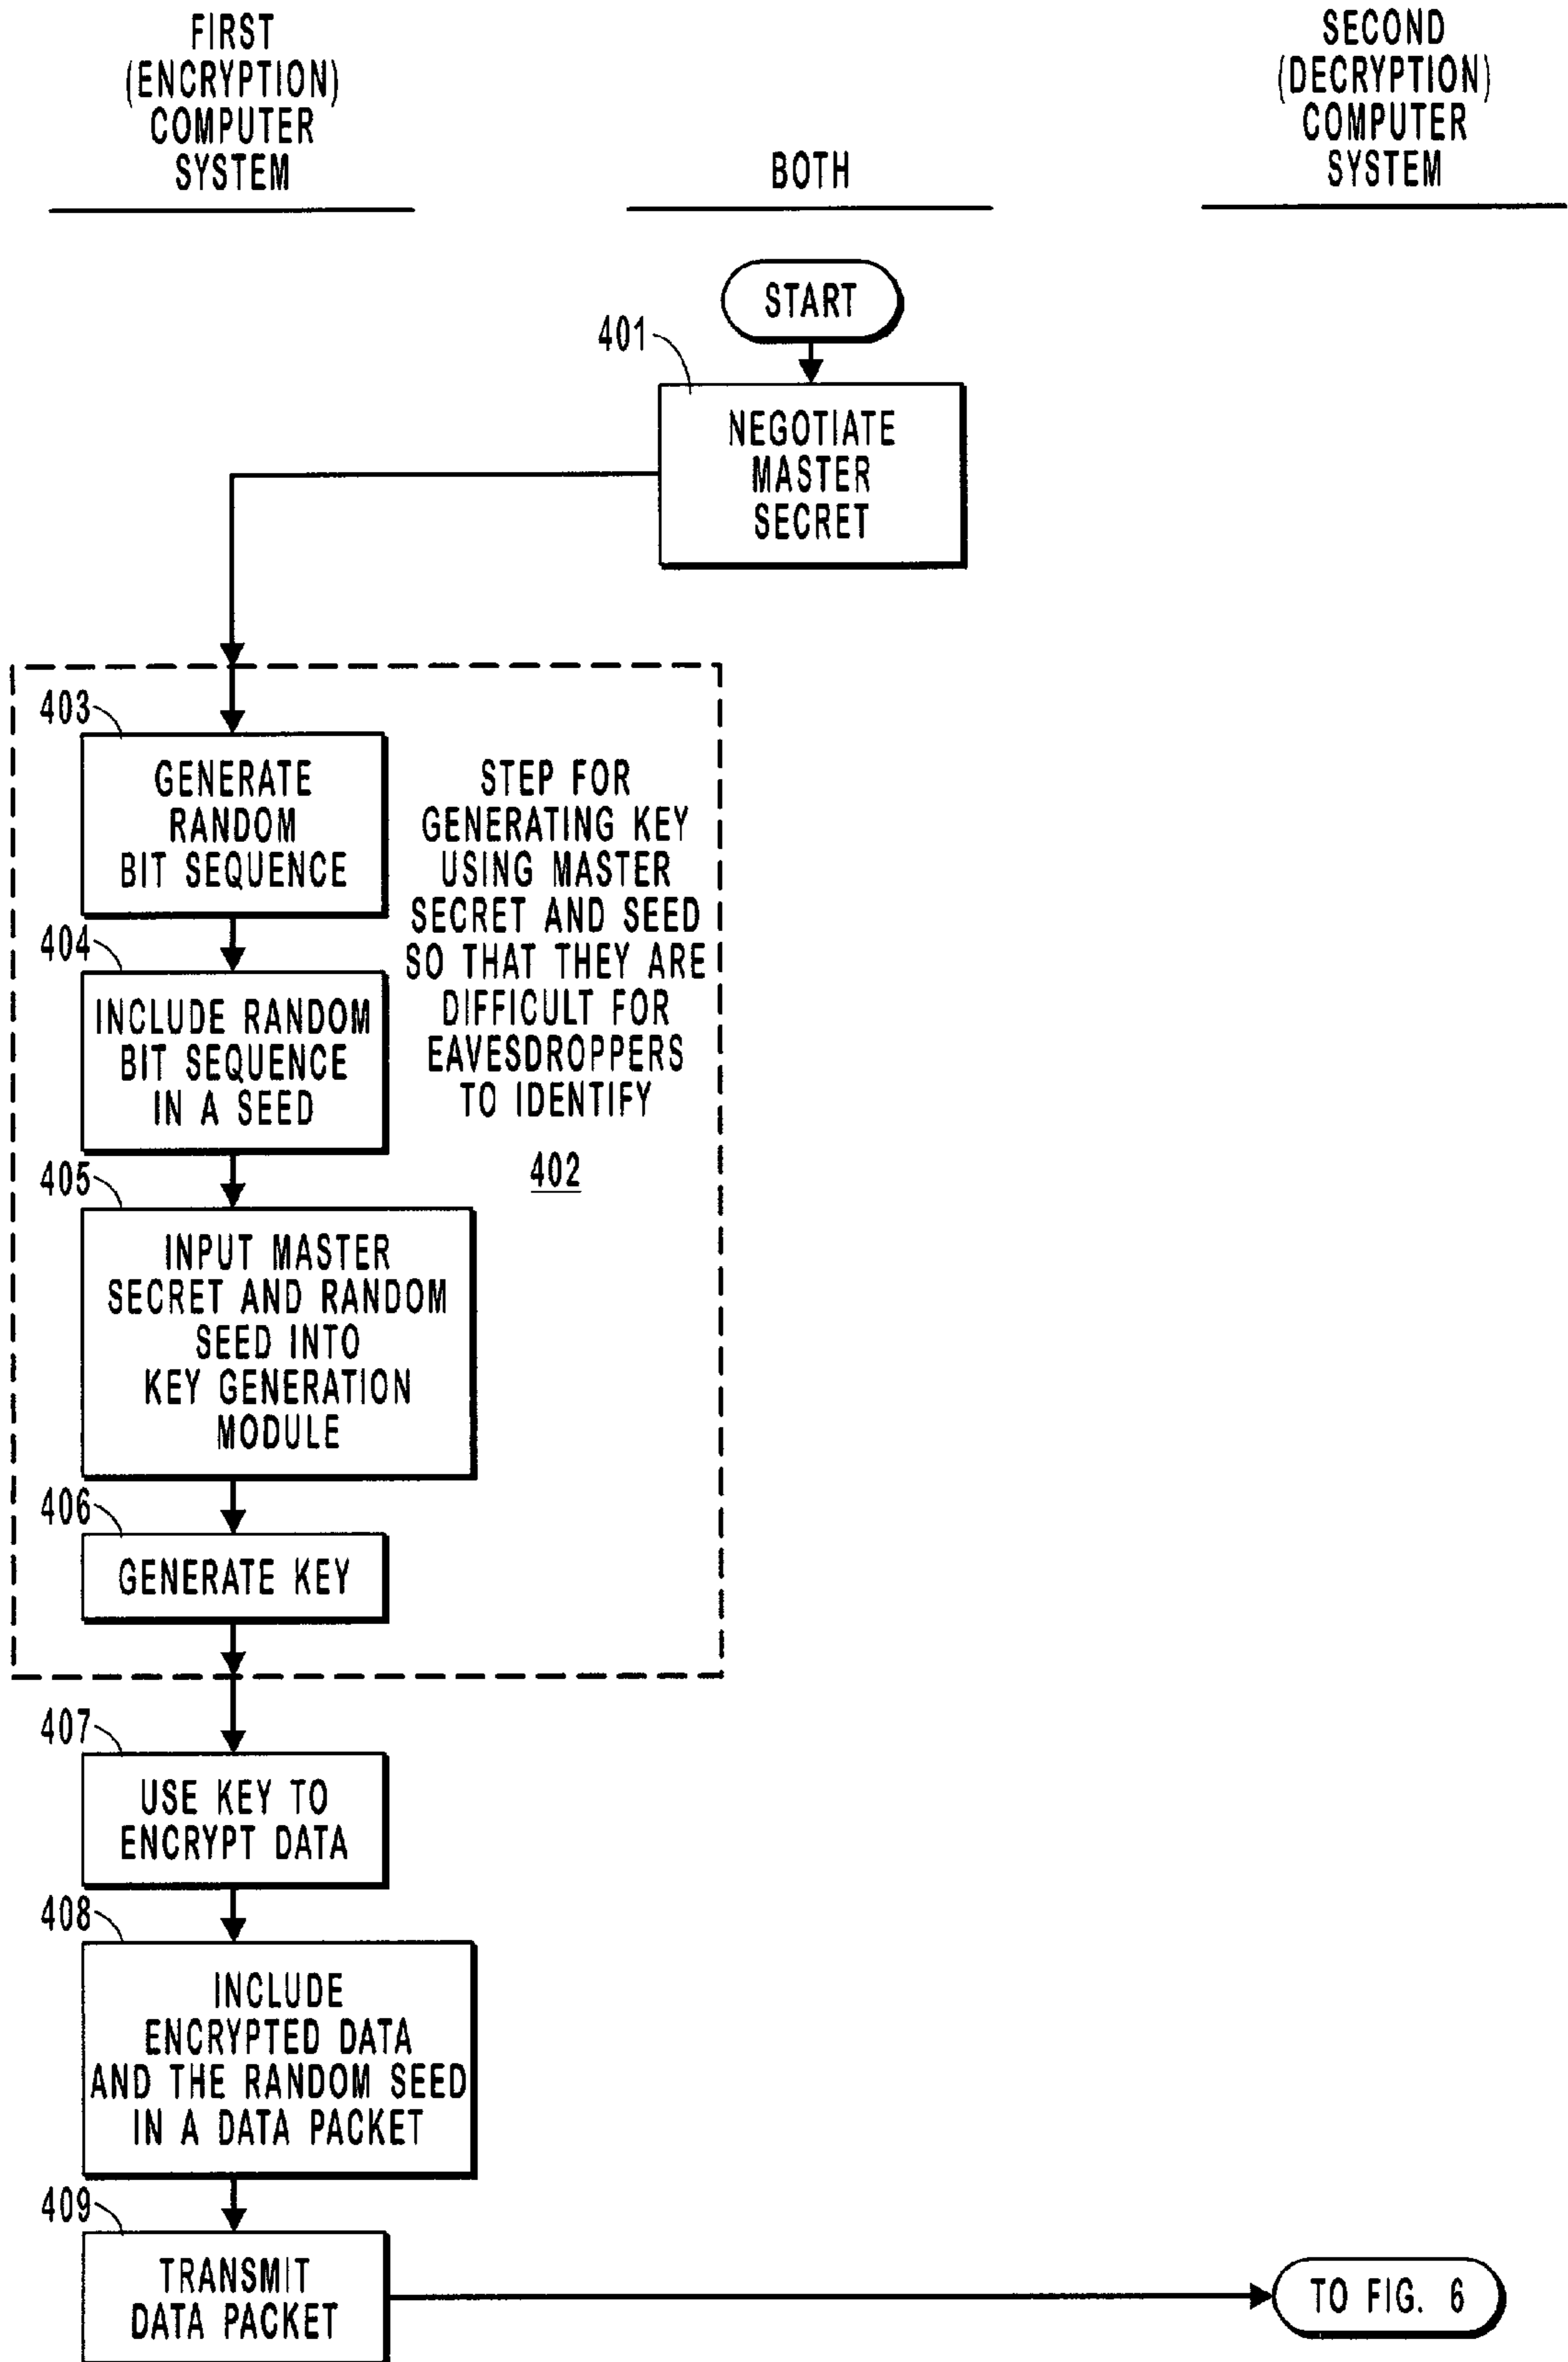 FIRST
(ENCRYPTION)
COMPUTER
SYSTEM
BOTH
SECOND
(DECRYPTION)
COMPUTER
SYSTEM
START
401
NEGOTIATE
MASTER
SECRET
403
GENERATE
RANDOM
BIT SEQUENCE
STEP FOR
GENERATING KEY
USING MASTER
SECRET AND SEED
SO THAT THEY ARE
DIFFICULT FOR
EAVESDROPPERS
TO IDENTIFY
402
404
INCLUDE RANDOM
BIT SEQUENCE
IN A SEED
405
INPUT MASTER
SECRET AND RANDOM
SEED INTO
KEY GENERATION
MODULE
406
GENERATE KEY
407
USE KEY TO
ENCRYPT DATA
408
INCLUDE
ENCRYPTED DATA
AND THE RANDOM SEED
IN A DATA PACKET
409
TRANSMIT
DATA PACKET
TO FIG. 6